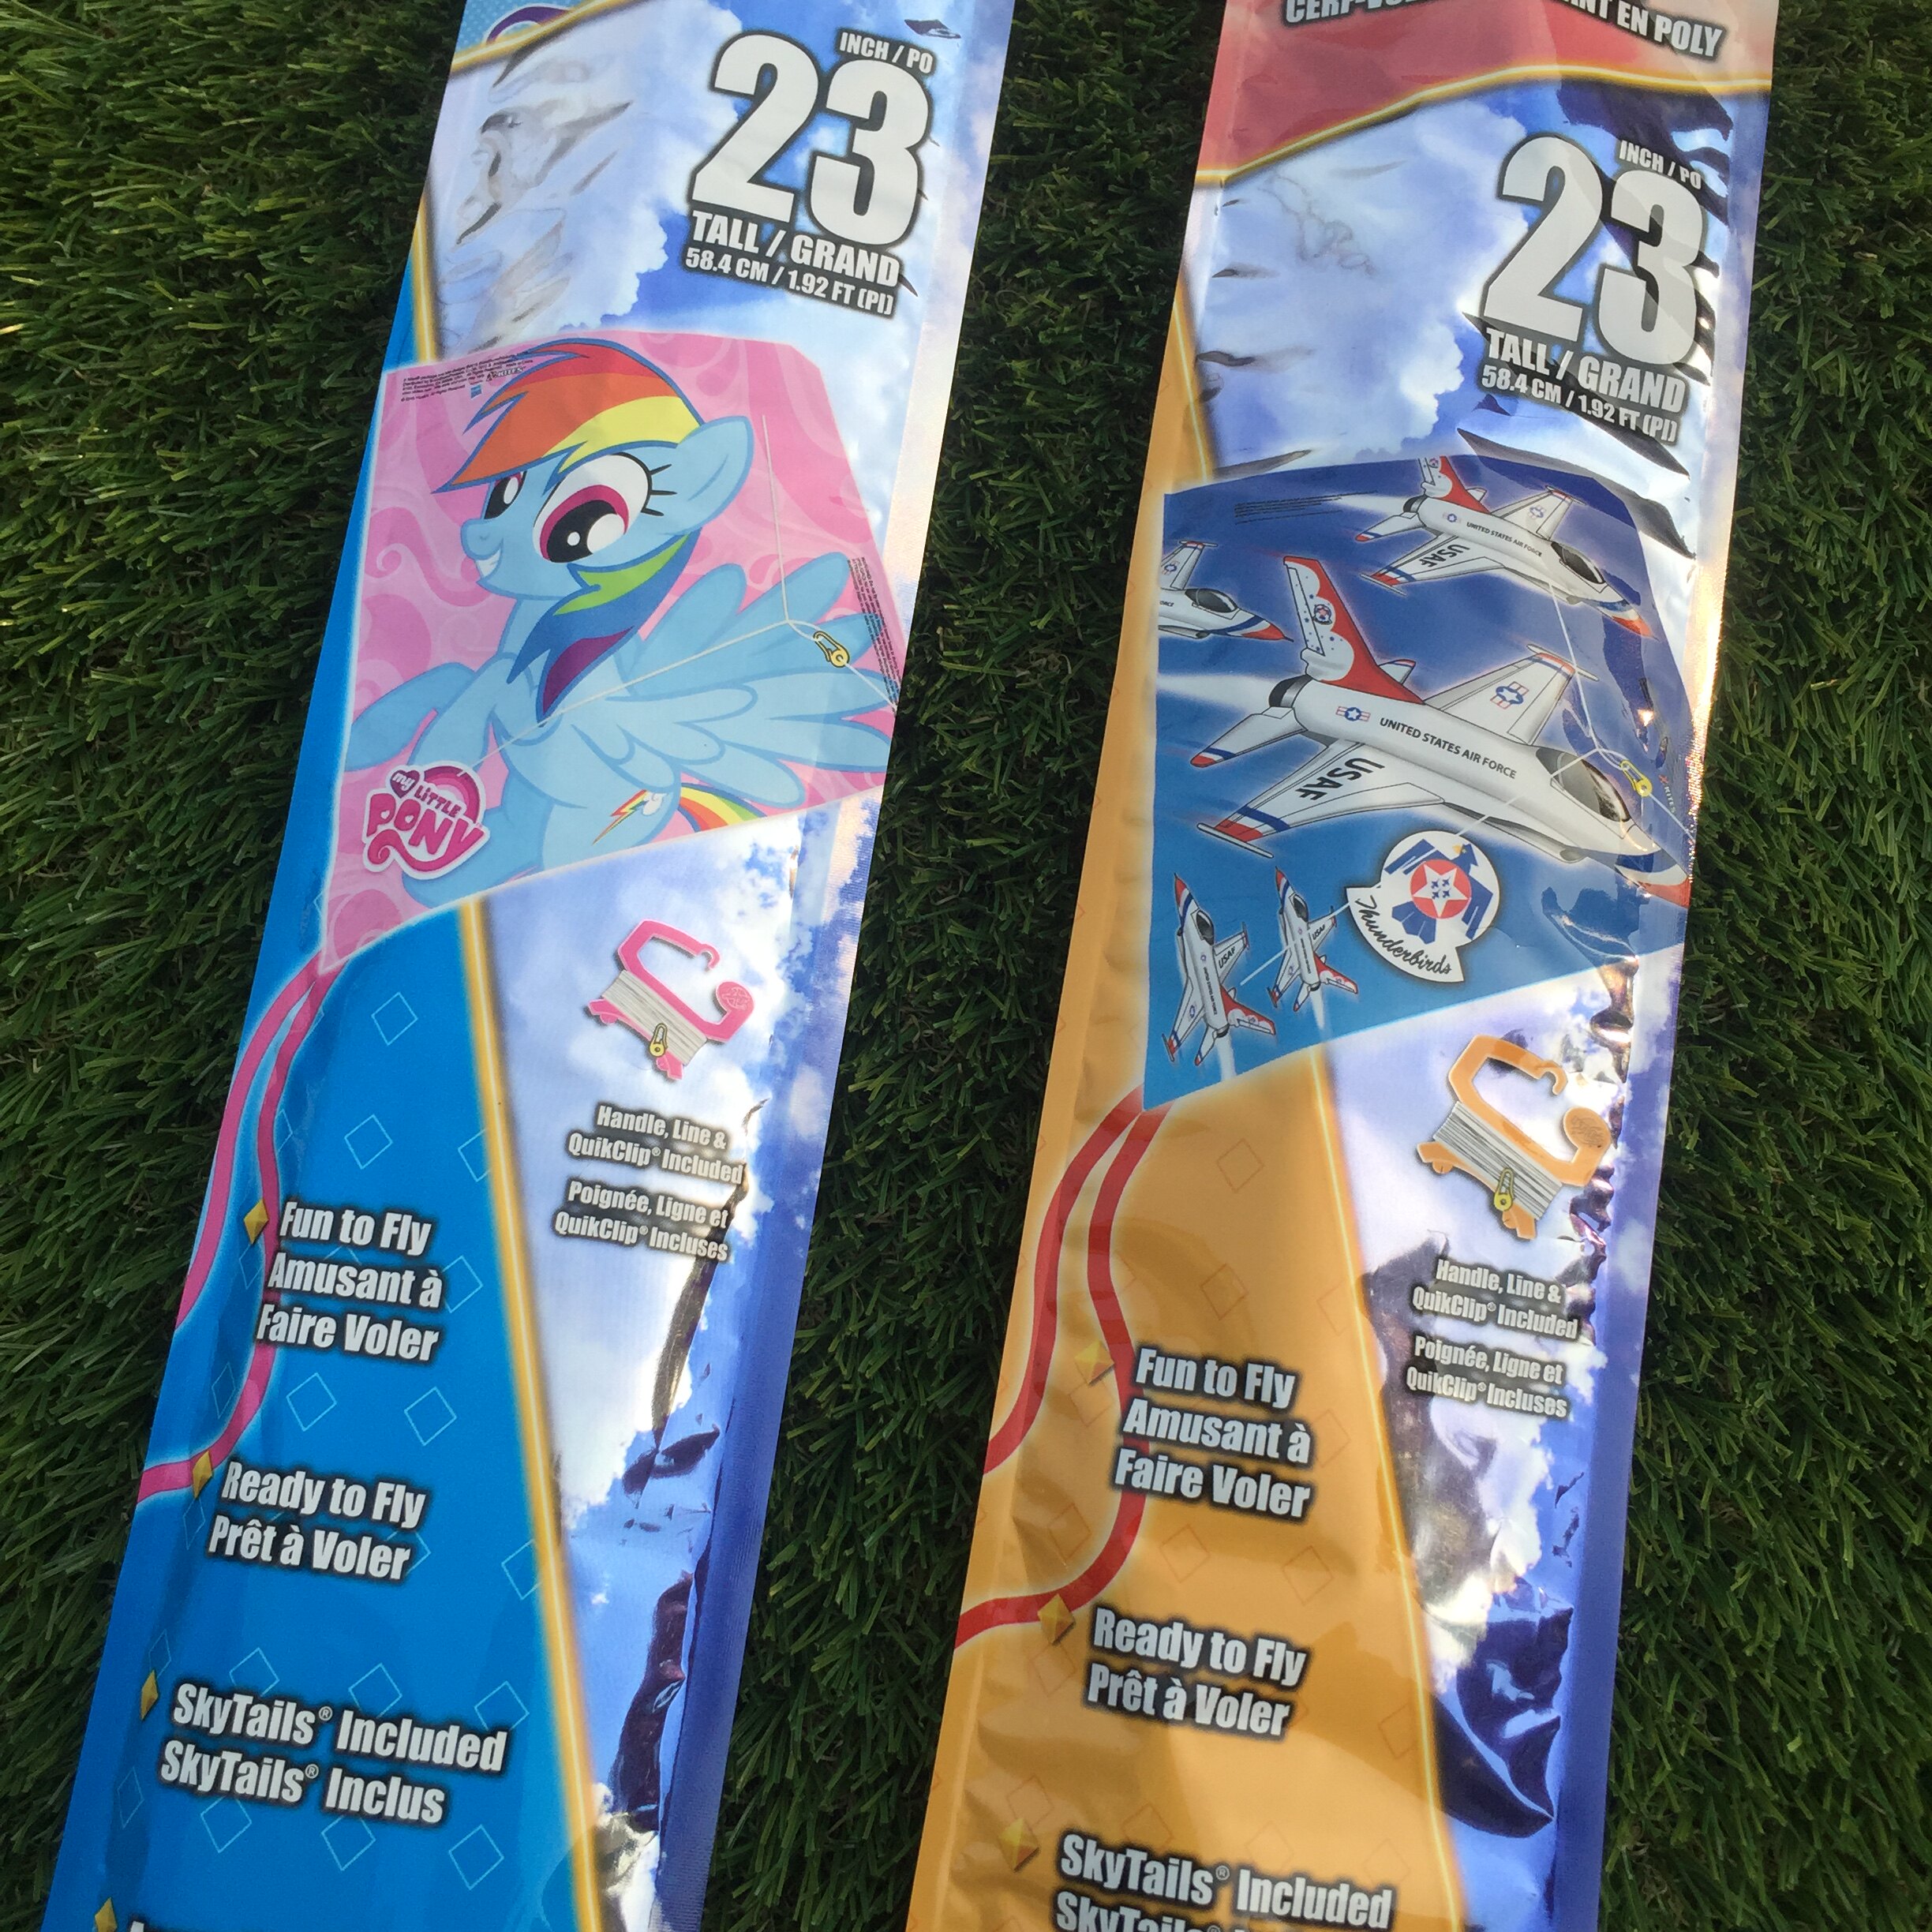 INCH / PO
23
TALL / GRAND
58.4 CM / 1.92 FT (PI)
my LITTLE
PONY
Handle, Line &
QuikClip® Included
Poignée, Ligne et
QuikClip® Incluses
Fun to Fly
Amusant à
Faire Voler
Ready to Fly
Prêt à Voler
SkyTails® Included
SkyTails® Inclus
EN POLY
INCH / PO
23
TALL / GRAND
58.4 CM / 1.92 FT (PI)
UNITED STATES AIR FORCE
USAF
UNITED STATES AIR FORCE
USAF
Thunderbirds
USAF
USAF
Handle, Line &
QuikClip® Included
Poignée, Ligne et
QuikClip® Incluses
Fun to Fly
Amusant à
Faire Voler
Ready to Fly
Prêt à Voler
SkyTails® Included
SkyTails®